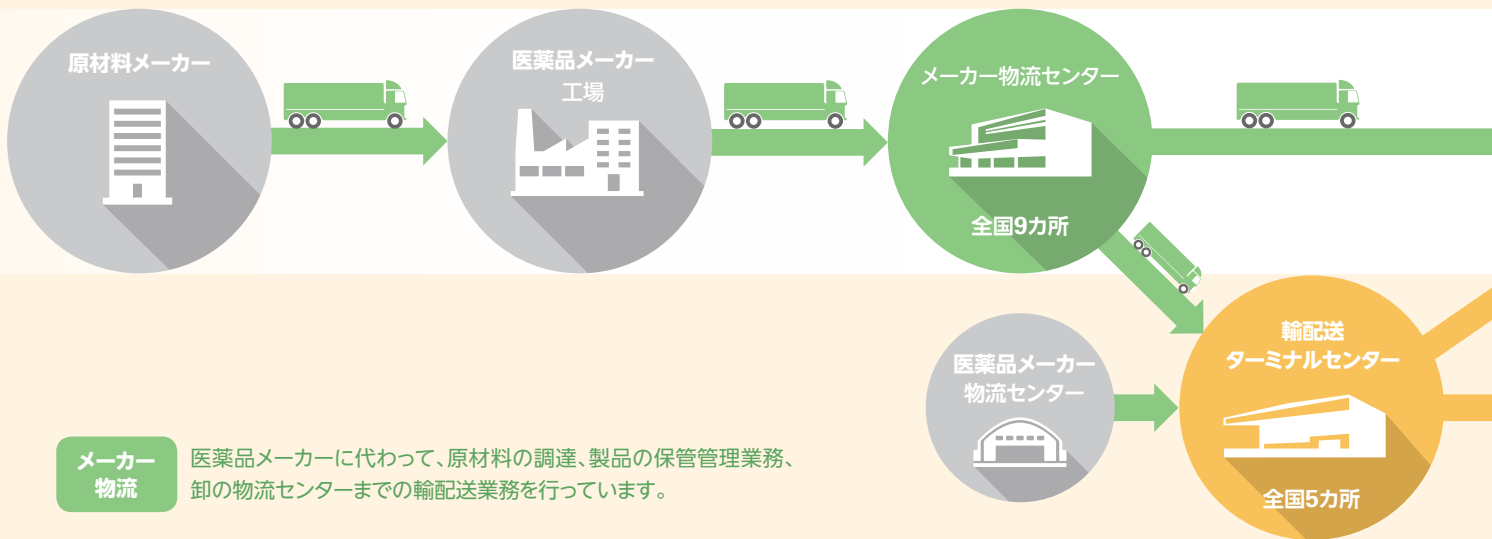 原材料メーカー
医薬品メーカー
工場
メーカー物流センター
全国9カ所
医薬品メーカー
物流センター
輸配送
ターミナルセンター
全国5カ所
メーカー
物流
医薬品メーカーに代わって、原材料の調達、製品の保管管理業務、
卸の物流センターまでの輸配送業務を行っています。